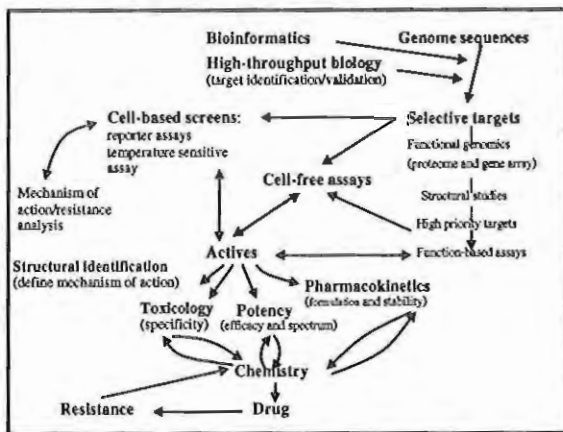 Bioinformatics
Genome sequences
High-throughput biology
(target identification/validation)
Cell-based screens:
reporter assays
temperature sensitive
assay
Selective targets
Functional genomics
(proteome and gene array)
Cell-free assays
Structural studies
Mechanism of
action/resistance
analysis
High priority targets
Actives
Function-based assays
Structural identification
(define mechanism of action)
Pharmacokinetics
(formulation and stability)
Toxicology
(specificity)
Potency
(efficacy and spectrum)
Chemistry
Resistance
Drug